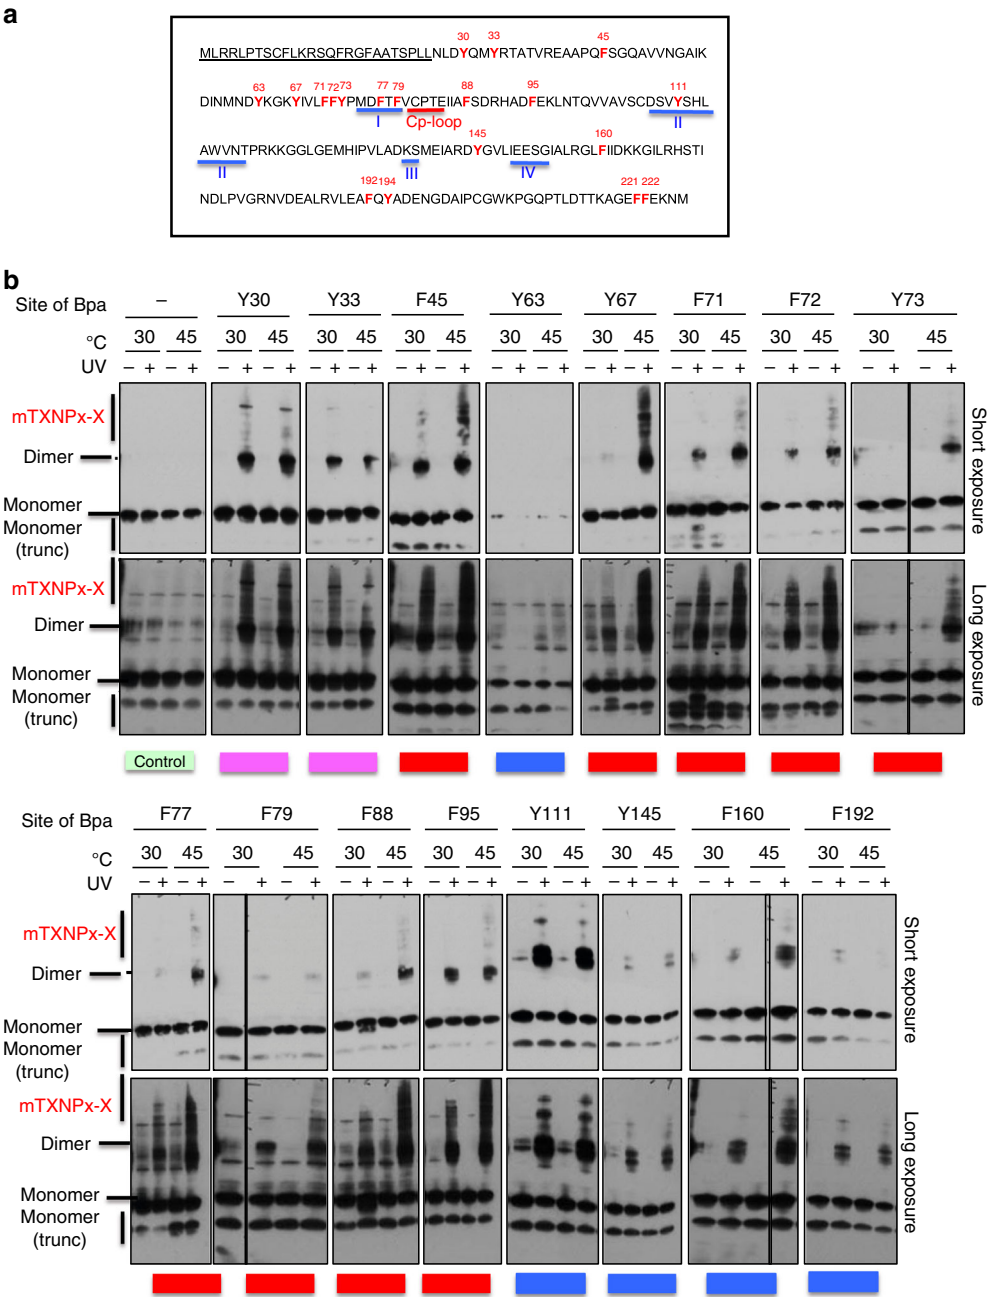 a
30 33 45
MLRRLPTSCFLKRSQFRGFAATSPLLNLDYQMYRTATVREAAPQFSGQAVVNGAIK
63 67 71 72 73 77 79 88 95 111
DINMNDYKGKYIVLFFYPMDFTFVCPTEIIAFSDRHADFEKLNTQVVAVSCDSVYSHL
I Cp-loop II
145 160
AWVNTPRKKGGLGEMHIPVLADKSMEIARDYGVLIEESGIALRGLFIIDKKGILRHSTI
II III IV
192 194 221 222
NDLPVGRNVDEALRVLEAFQYADENGDAIPCGWKPGQPTLDTTKAGEFFEKNM
b
Site of Bpa – Y30 Y33 F45 Y63 Y67 F71 F72 Y73
°C 30 45 30 45 30 45 30 45 30 45 30 45 30 45 30 45 30 45
UV – + – + – + – + – + – + – + – + – + – + – + – + – + – + – + – + – + – +
mTXNPx-X
Dimer
Monomer
Monomer
(trunc)
Short exposure
mTXNPx-X
Dimer
Monomer
Monomer
(trunc)
Long exposure
Control
Site of Bpa F77 F79 F88 F95 Y111 Y145 F160 F192
°C 30 45 30 45 30 45 30 45 30 45 30 45 30 45 30 45
UV – + – + – + – + – + – + – + – + – + – + – + – + – + – + – + – +
mTXNPx-X
Dimer
Monomer
Monomer
(trunc)
Short exposure
mTXNPx-X
Dimer
Monomer
Monomer
(trunc)
Long exposure